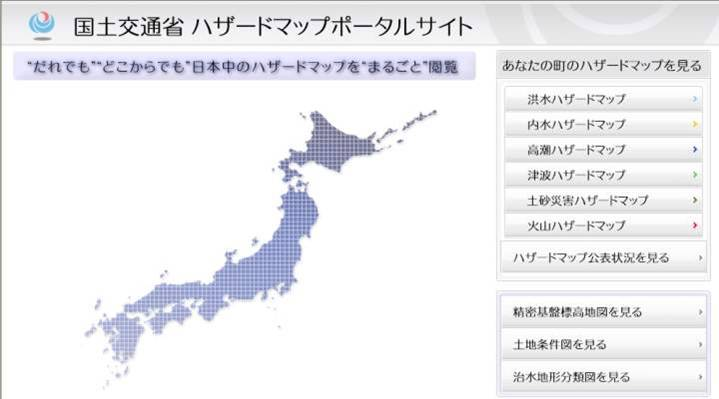 国土交通省 ハザードマップポータルサイト
“だれでも”“どこからでも”日本中のハザードマップを“まるごと”閲覧
あなたの町のハザードマップを見る
洪水ハザードマップ
内水ハザードマップ
高潮ハザードマップ
津波ハザードマップ
土砂災害ハザードマップ
火山ハザードマップ
ハザードマップ公表状況を見る
精密基盤標高地図を見る
土地条件図を見る
治水地形分類図を見る